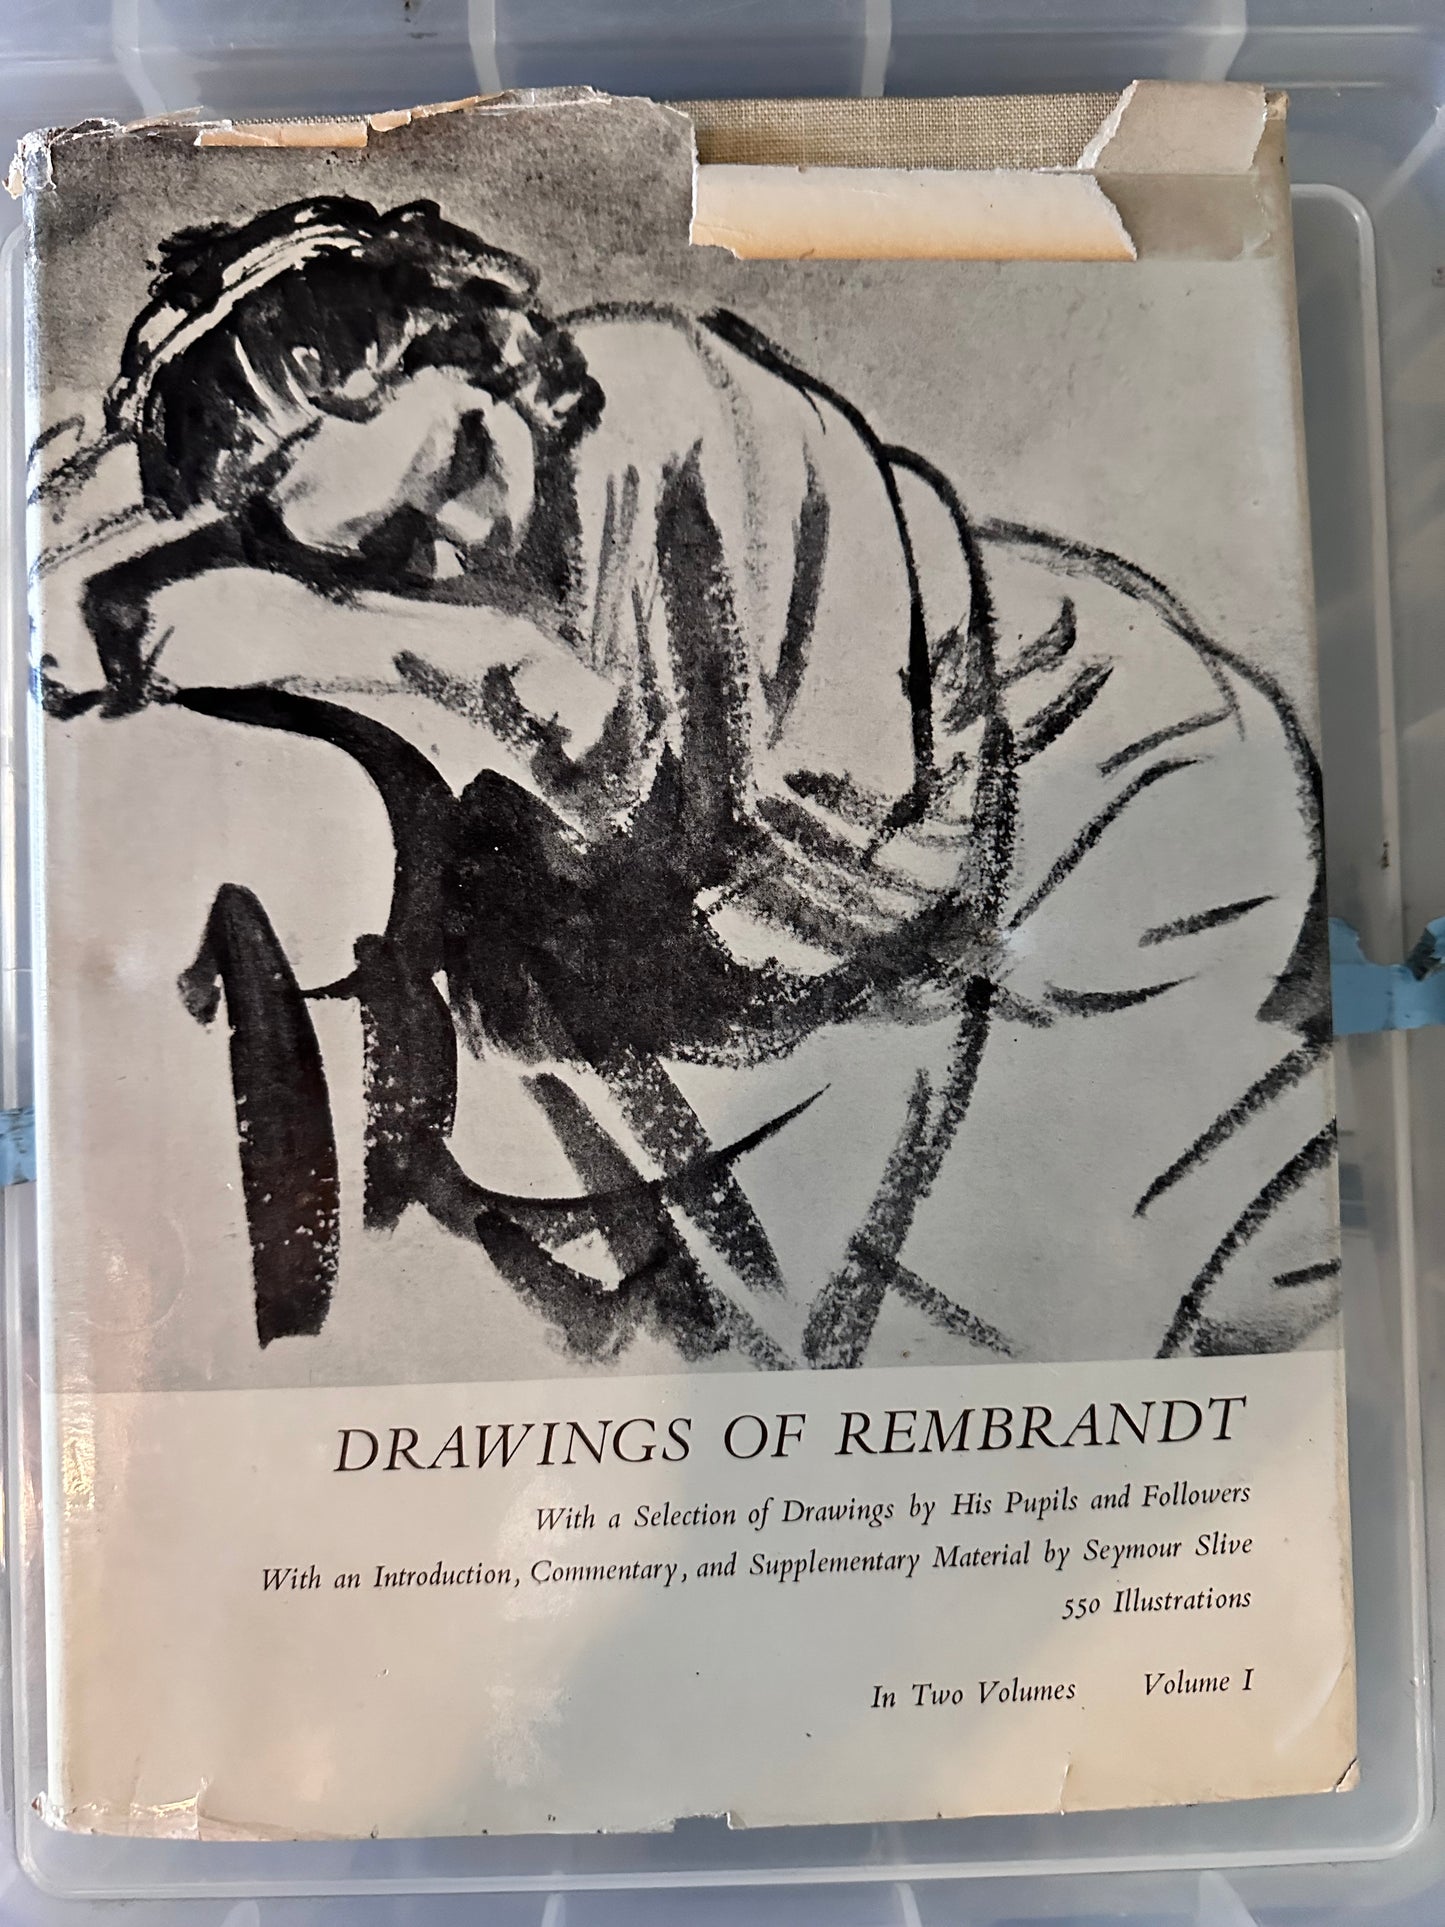 DRAWINGS OF REMBRANDT
With a Selection of Drawings by His Pupils and Followers
With an Introduction, Commentary, and Supplementary Material by Seymour Slive
550 Illustrations
In Two Volumes Volume I